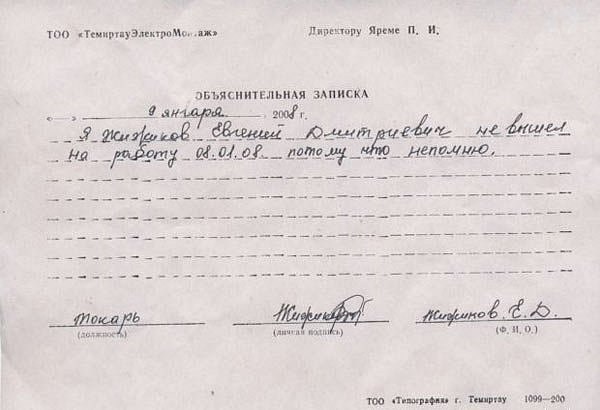 ТОО «ТемиртауЭлектроМонтаж» Директору Яреме П. И.
ОБЪЯСНИТЕЛЬНАЯ ЗАПИСКА
« » 9 января 2008 г.
Я Евгений Дмитриевич не вышел
на работу 08.01.08. потому что непомню.
токарь
(должность) (личная подпись) (Ф. И. О.)
ТОО «Типография» г. Темиртау 1099—200